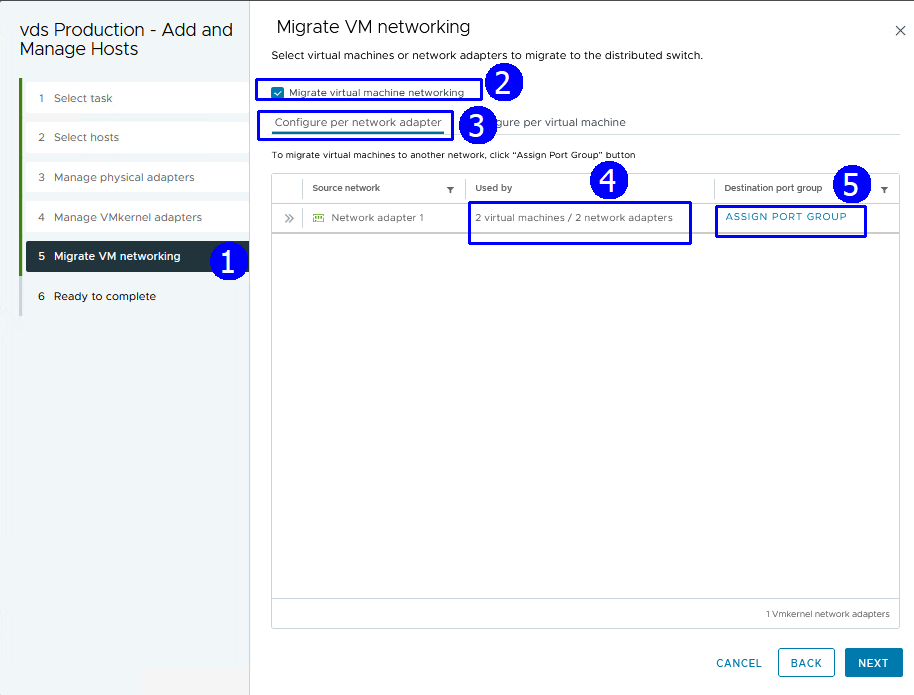 vds Production - Add and
Manage Hosts
1 Select task
2 Select hosts
3 Manage physical adapters
4 Manage VMkernel adapters
5 Migrate VM networking
1
6 Ready to complete
Migrate VM networking
Select virtual machines or network adapters to migrate to the distributed switch.
Migrate virtual machine networking
2
Configure per network adapter
3
gure per virtual machine
To migrate virtual machines to another network, click “Assign Port Group” button
4
5
Source network Used by Destination port group
Network adapter 1 2 virtual machines / 2 network adapters ASSIGN PORT GROUP
1 Vmkernel network adapters
CANCEL BACK NEXT